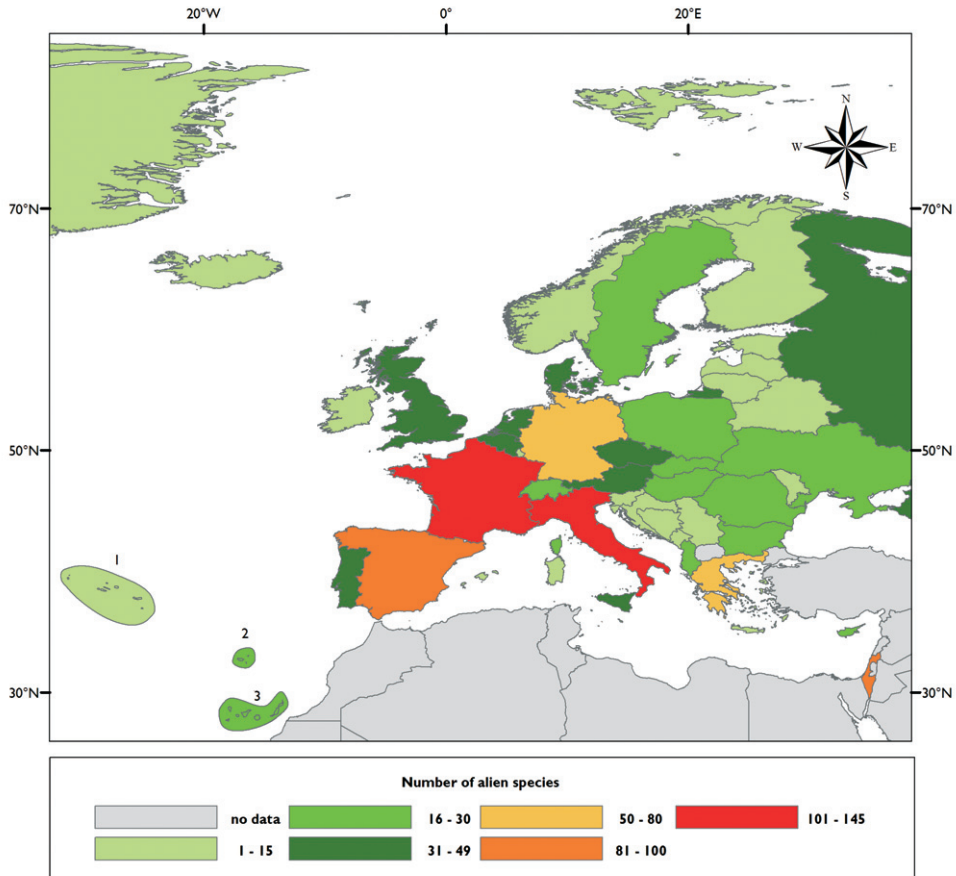 20°W 0° 20°E
N
W E
S
70°N 70°N
50°N 50°N
1
2
3
30°N 30°N
Number of alien species
no data 16 - 30 50 - 80 101 - 145
1 - 15 31 - 49 81 - 100